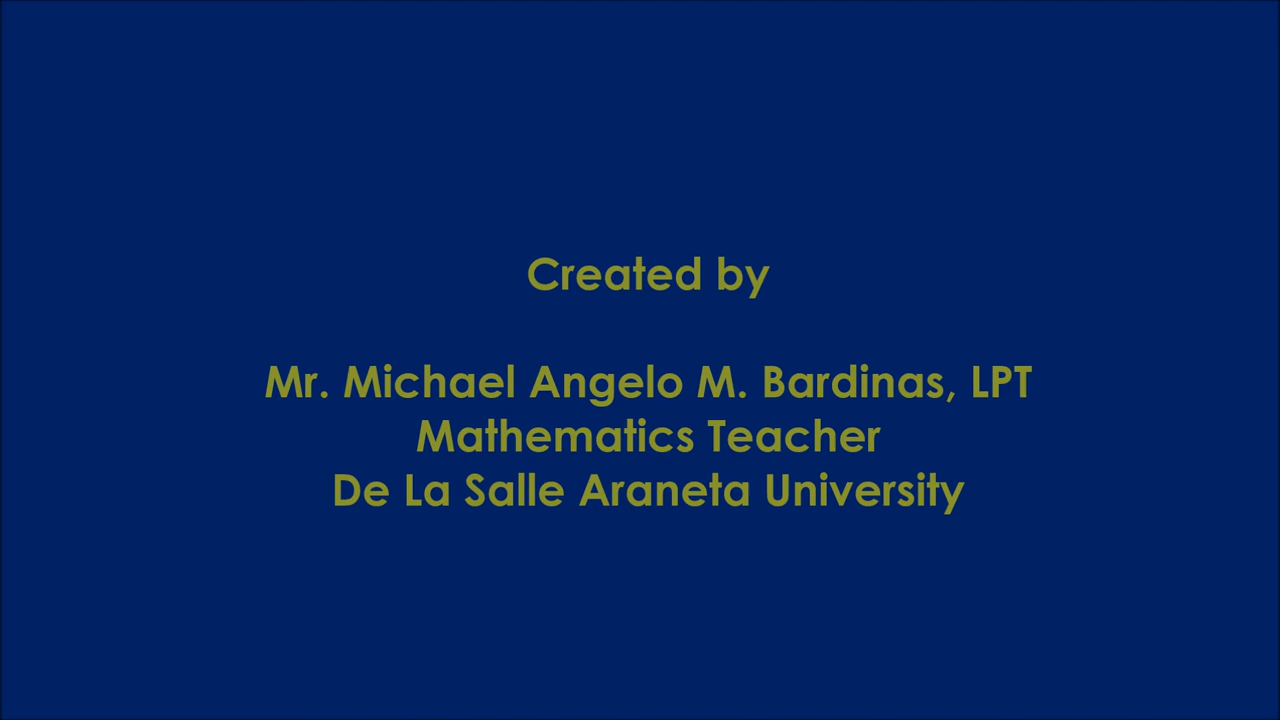 Created by
Mr. Michael Angelo M. Bardinas, LPT
Mathematics Teacher
De La Salle Araneta University